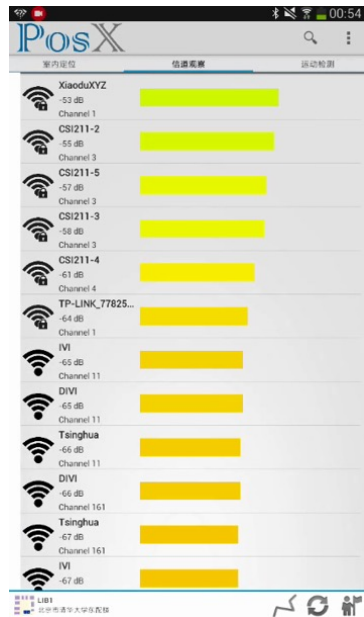 00:54
PosX
室内定位 信道观察 运动检测
XiaoduXYZ
-53 dB
Channel 1
CSI211-2
-55 dB
Channel 3
CSI211-5
-57 dB
Channel 3
CSI211-3
-58 dB
Channel 3
CSI211-4
-61 dB
Channel 4
TP-LINK_77825...
-64 dB
Channel 1
IVI
-65 dB
Channel 11
DIVI
-65 dB
Channel 11
Tsinghua
-66 dB
Channel 11
DIVI
-66 dB
Channel 161
Tsinghua
-67 dB
Channel 161
IVI
-67 dB
LIB1